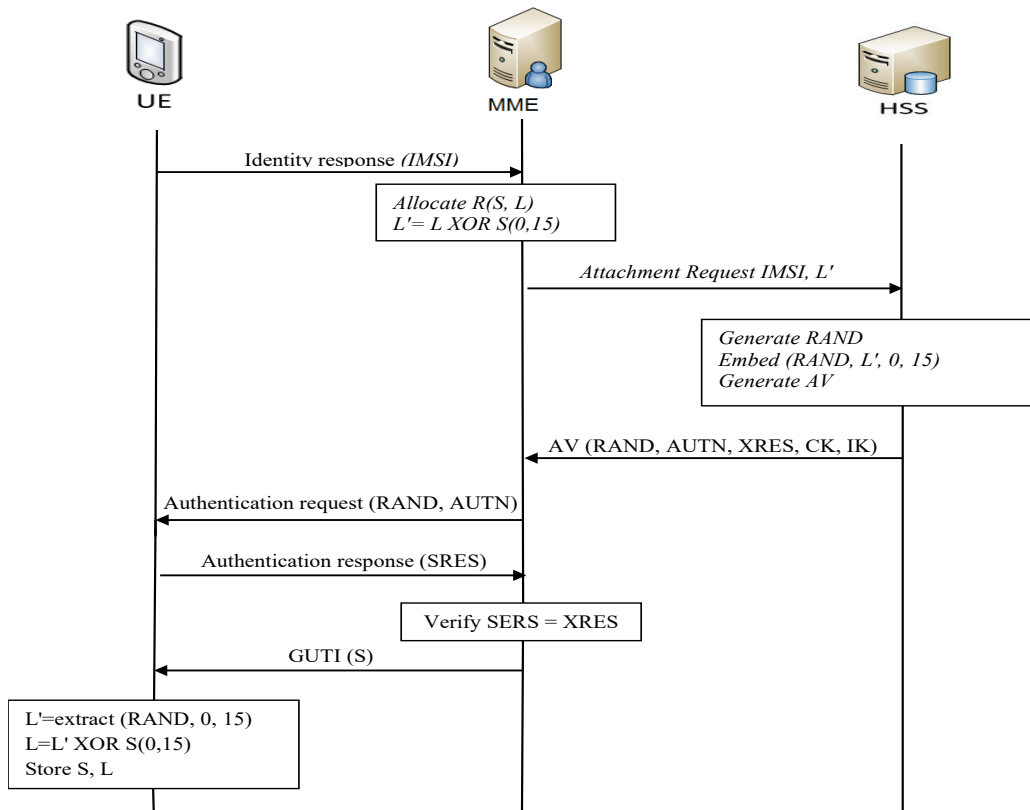 UE
MME
HSS
Identity response (IMSI)
Allocate R(S, L)
L'= L XOR S(0,15)
Attachment Request IMSI, L'
Generate RAND
Embed (RAND, L', 0, 15)
Generate AV
AV (RAND, AUTN, XRES, CK, IK)
Authentication request (RAND, AUTN)
Authentication response (SRES)
Verify SERS = XRES
GUTI (S)
L'=extract (RAND, 0, 15)
L=L' XOR S(0,15)
Store S, L